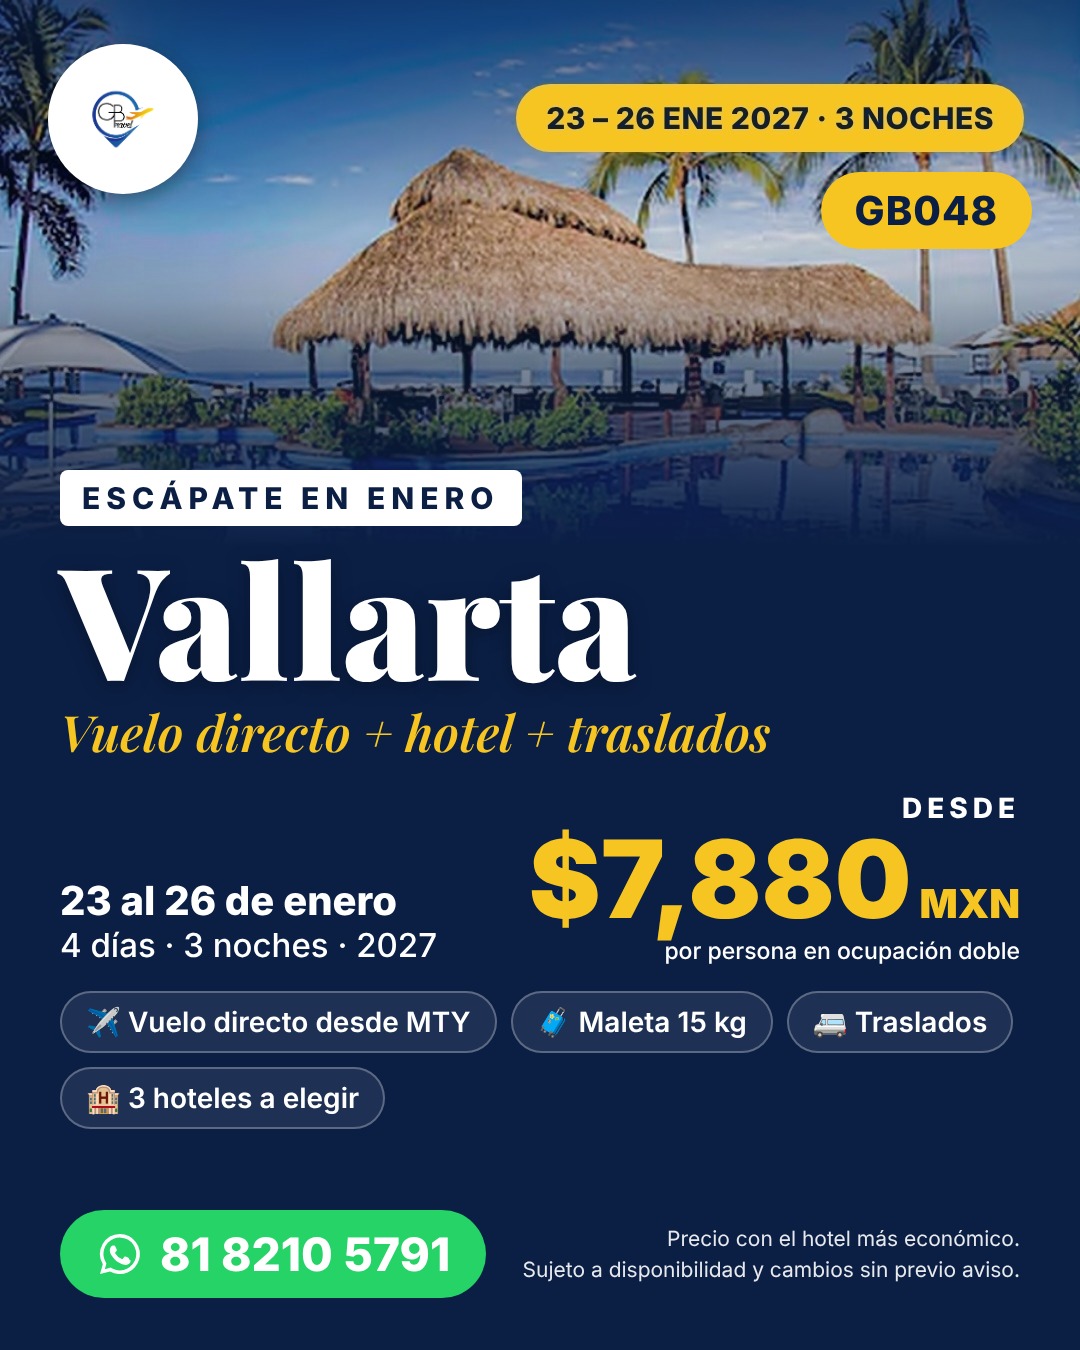 GB
Travel
23 – 26 ENE 2027 · 3 NOCHES
GB048
ESCÁPATE EN ENERO
Vallarta
Vuelo directo + hotel + traslados
DESDE
$7,880 MXN
por persona en ocupación doble
23 al 26 de enero
4 días · 3 noches · 2027
✈️ Vuelo directo desde MTY
🧳 Maleta 15 kg
🚐 Traslados
🏨 3 hoteles a elegir
81 8210 5791
Precio con el hotel más económico.
Sujeto a disponibilidad y cambios sin previo aviso.